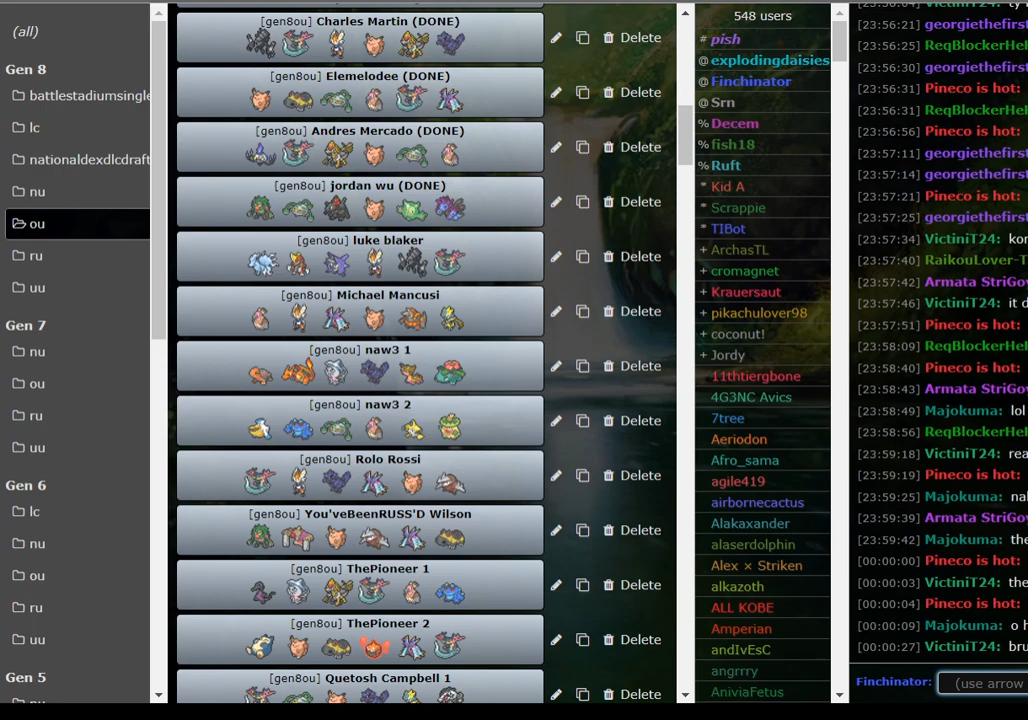 (all)
Gen 8
battlestadiumsingle
lc
nationaldexdlcdraft
nu
ou
ru
uu
Gen 7
nu
ou
ru
uu
Gen 6
lc
nu
ou
ru
uu
Gen 5
[gen8ou] Charles Martin (DONE)
Delete
[gen8ou] Elemelodee (DONE)
Delete
[gen8ou] Andres Mercado (DONE)
Delete
[gen8ou] jordan wu (DONE)
Delete
[gen8ou] luke blaker
Delete
[gen8ou] Michael Mancusi
Delete
[gen8ou] naw3 1
Delete
[gen8ou] naw3 2
Delete
[gen8ou] Rolo Rossi
Delete
[gen8ou] You'veBeenRUSS'D Wilson
Delete
[gen8ou] ThePioneer 1
Delete
[gen8ou] ThePioneer 2
Delete
[gen8ou] Quetosh Campbell 1
Delete
548 users
# pish
@ explodingdaisies
@ Finchinator
@ Srn
% Decem
% fish18
% Ruft
* Kid A
* Scrappie
* TIBot
+ ArchasTL
+ cromagnet
+ Krauersaut
+ pikachulover98
+ coconut!
+ Jordy
11thtiergbone
4G3NC Avics
7tree
Aeriodon
Afro_sama
agile419
airbornecactus
Alakaxander
alaserdolphin
Alex × Striken
alkazoth
ALL KOBE
Amperian
andIvEsC
angrrry
AniviaFetus
[23:56:21] georgiethefirst
[23:56:25] ReqBlockerHel
[23:56:30] georgiethefirst
[23:56:31] Pineco is hot:
[23:56:31] ReqBlockerHel
[23:56:56] Pineco is hot:
[23:57:11] georgiethefirst
[23:57:14] georgiethefirst
[23:57:21] Pineco is hot:
[23:57:25] georgiethefirst
[23:57:34] VictiniT24: kor
[23:57:40] RaikouLover-T
[23:57:42] Armata StriGov
[23:57:46] VictiniT24: it d
[23:57:51] Pineco is hot:
[23:58:09] ReqBlockerHel
[23:58:40] Pineco is hot:
[23:58:43] Armata StriGov
[23:58:49] Majokuma: lol
[23:58:56] ReqBlockerHel
[23:59:18] VictiniT24: rea
[23:59:19] Pineco is hot:
[23:59:25] Majokuma: nal
[23:59:39] Armata StriGov
[23:59:42] Majokuma: the
[00:00:00] Pineco is hot:
[00:00:03] VictiniT24: the
[00:00:04] Pineco is hot:
[00:00:09] Majokuma: o h
[00:00:27] VictiniT24: bru
Finchinator: (use arrow